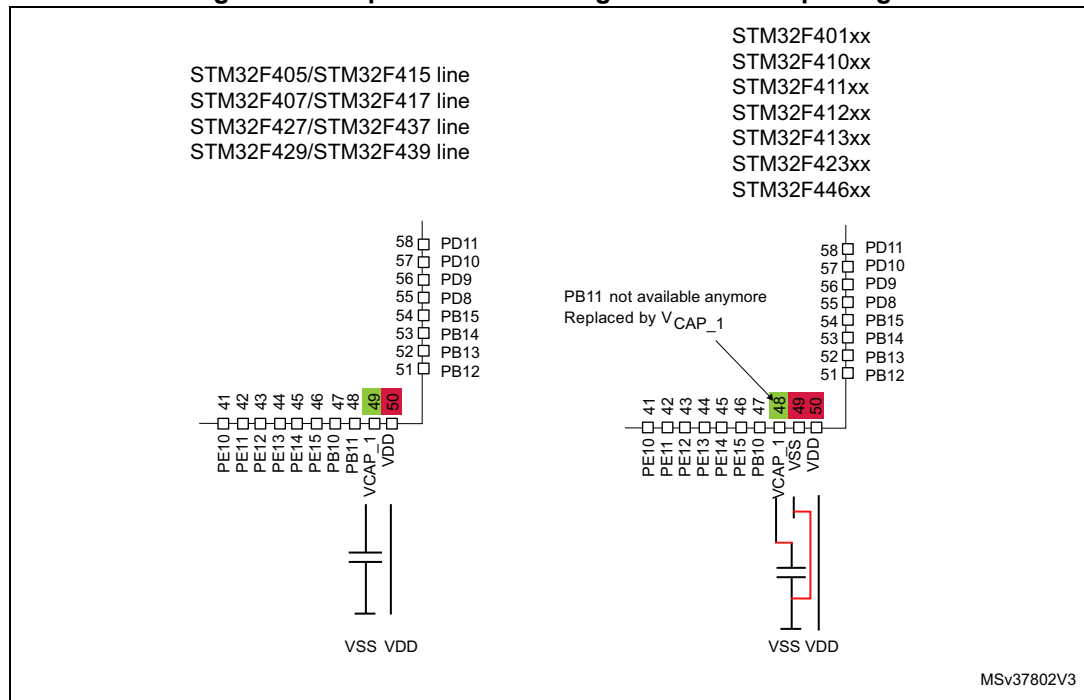 STM32F405/STM32F415 line
STM32F407/STM32F417 line
STM32F427/STM32F437 line
STM32F429/STM32F439 line
58 PD11
57 PD10
56 PD9
55 PD8
54 PB15
53 PB14
52 PB13
51 PB12
41 42 43 44 45 46 47 48 49 50
PE10 PE11 PE12 PE13 PE14 PE15 PB10 PB11 VCAP_1 VDD
VSS VDD
STM32F401xx
STM32F410xx
STM32F411xx
STM32F412xx
STM32F413xx
STM32F423xx
STM32F446xx
PB11 not available anymore
Replaced by VCAP_1
58 PD11
57 PD10
56 PD9
55 PD8
54 PB15
53 PB14
52 PB13
51 PB12
41 42 43 44 45 46 47 48 49 50
PE10 PE11 PE12 PE13 PE14 PE15 PB10 VCAP_1 VSS VDD
VSS VDD
MSv37802V3